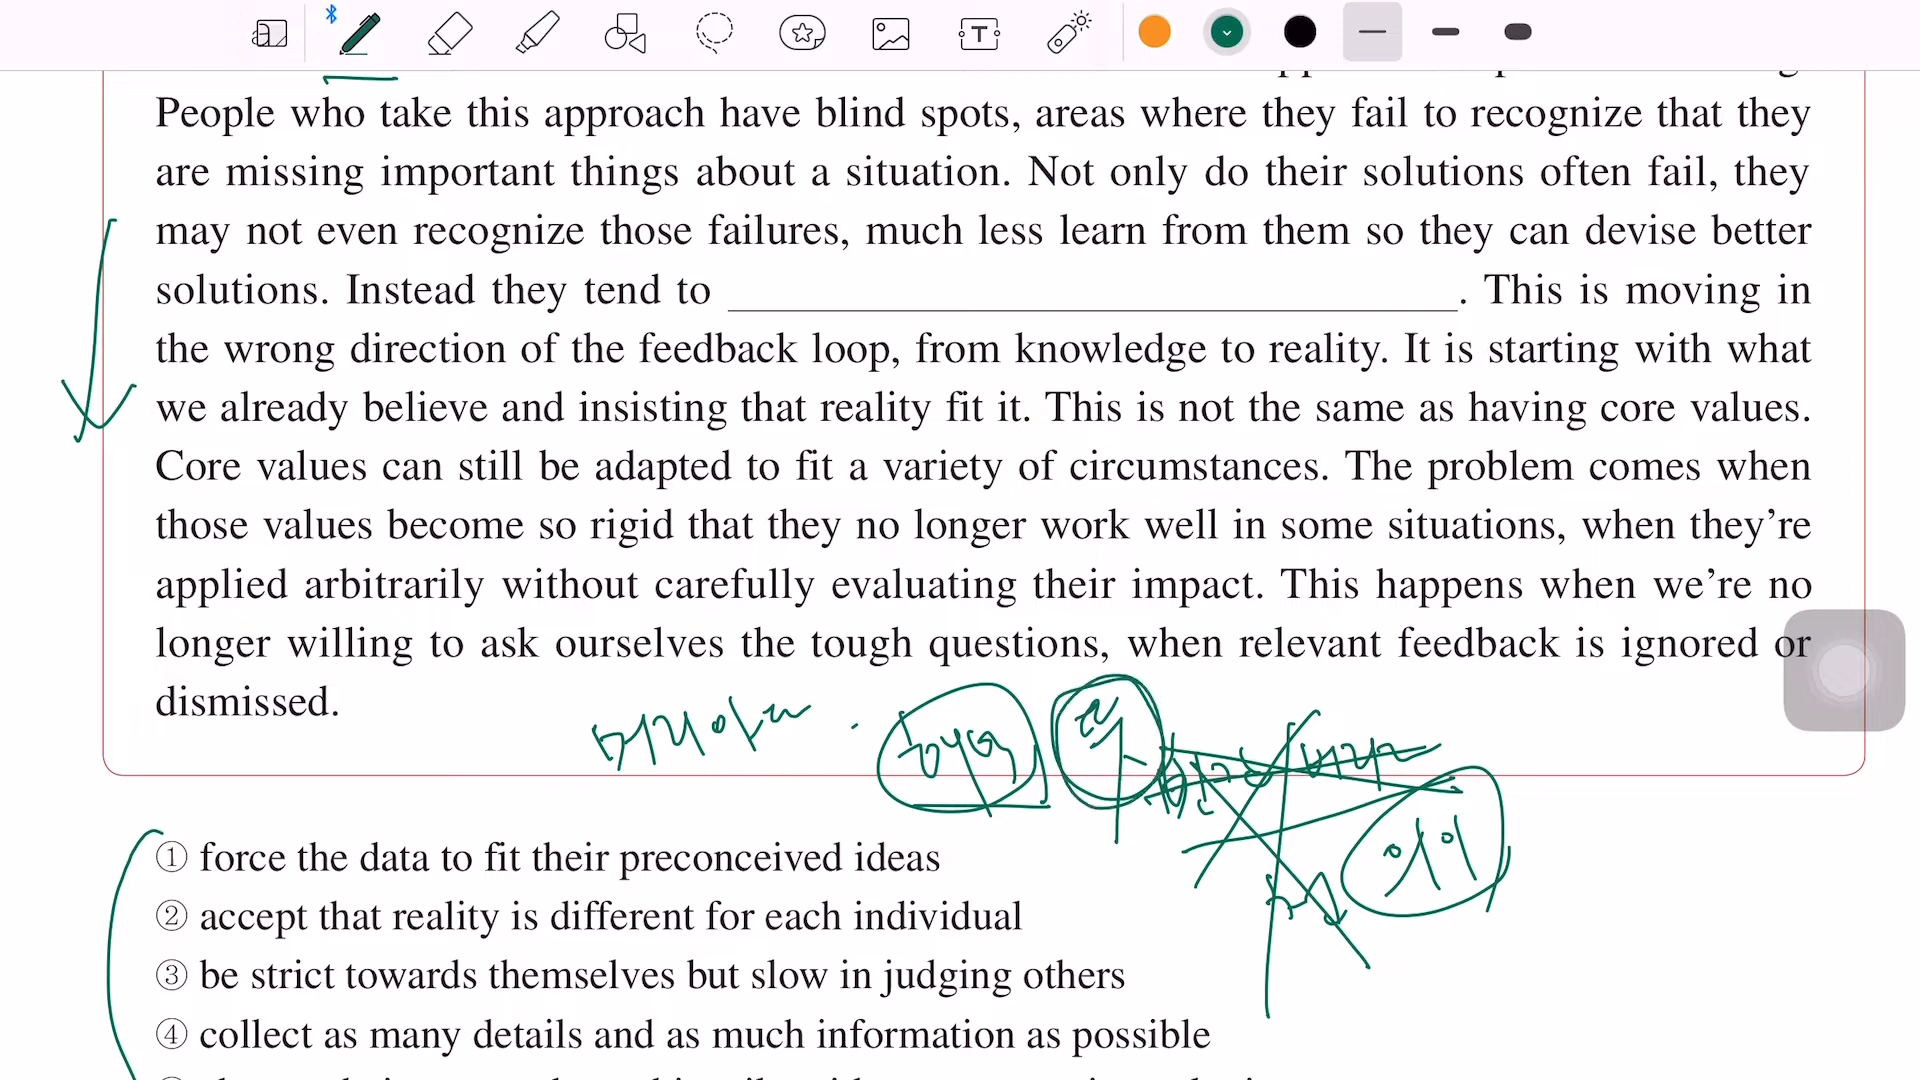 People who take this approach have blind spots, areas where they fail to recognize that they
are missing important things about a situation. Not only do their solutions often fail, they
may not even recognize those failures, much less learn from them so they can devise better
solutions. Instead they tend to ______. This is moving in
the wrong direction of the feedback loop, from knowledge to reality. It is starting with what
we already believe and insisting that reality fit it. This is not the same as having core values.
Core values can still be adapted to fit a variety of circumstances. The problem comes when
those values become so rigid that they no longer work well in some situations, when they’re
applied arbitrarily without carefully evaluating their impact. This happens when we’re no
longer willing to ask ourselves the tough questions, when relevant feedback is ignored or
dismissed.
① force the data to fit their preconceived ideas
② accept that reality is different for each individual
③ be strict towards themselves but slow in judging others
④ collect as many details and as much information as possible